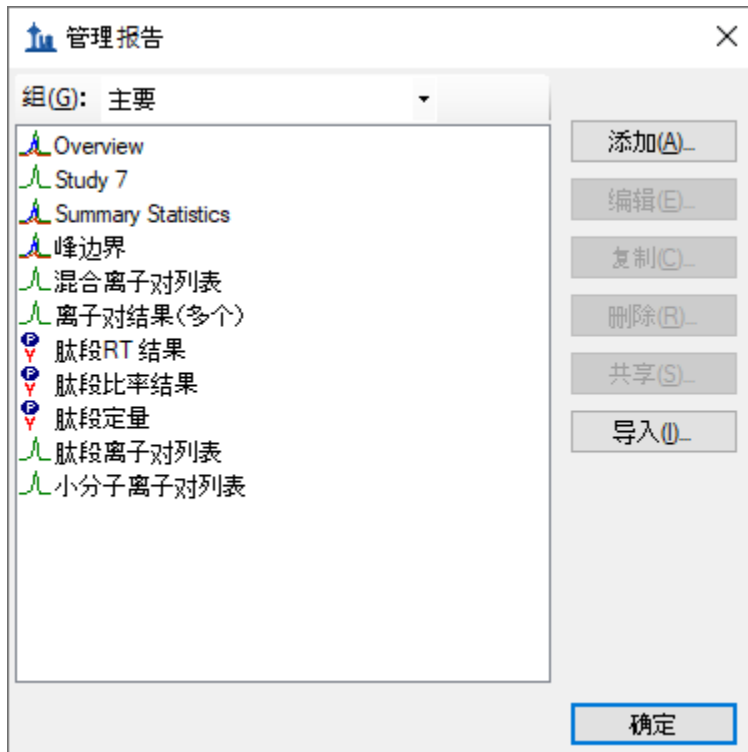 管理报告
组(G): 主要
Overview
Study 7
Summary Statistics
峰边界
混合离子对列表
离子对结果(多个)
肽段RT 结果
肽段比率结果
肽段定量
肽段离子对列表
小分子离子对列表
添加(A)...
编辑(E)...
复制(C)...
删除(R)...
共享(S)...
导入(I)...
确定